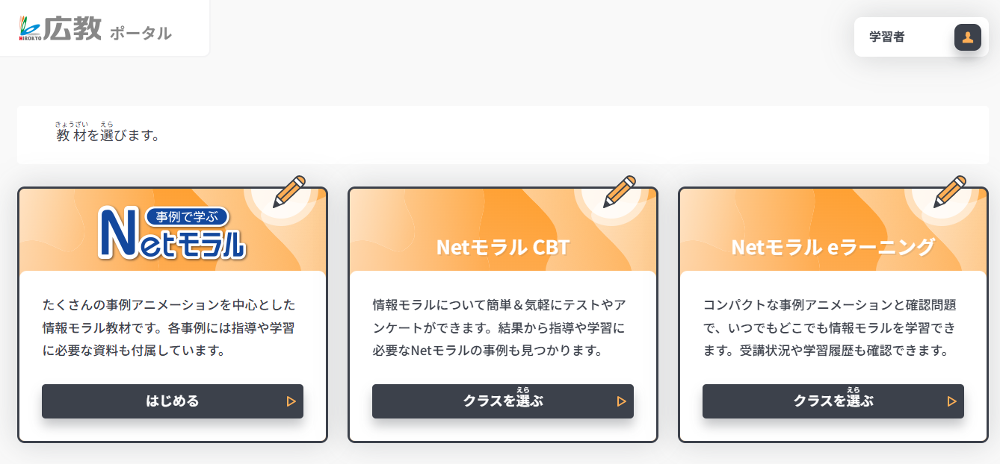 HIROKYO 広教 ポータル
学習者
きょうざい えら
教材を選びます。
事例で学ぶ
Netモラル
たくさんの事例アニメーションを中心とした
情報モラル教材です。各事例には指導や学習
に必要な資料も付属しています。
はじめる
Netモラル CBT
情報モラルについて簡単＆気軽にテストやア
ンケートができます。結果から指導や学習に
必要なNetモラルの事例も見つかります。
えら
クラスを選ぶ
Netモラル eラーニング
コンパクトな事例アニメーションと確認問題
で、いつでもどこでも情報モラルを学習でき
ます。受講状況や学習履歴も確認できます。
えら
クラスを選ぶ